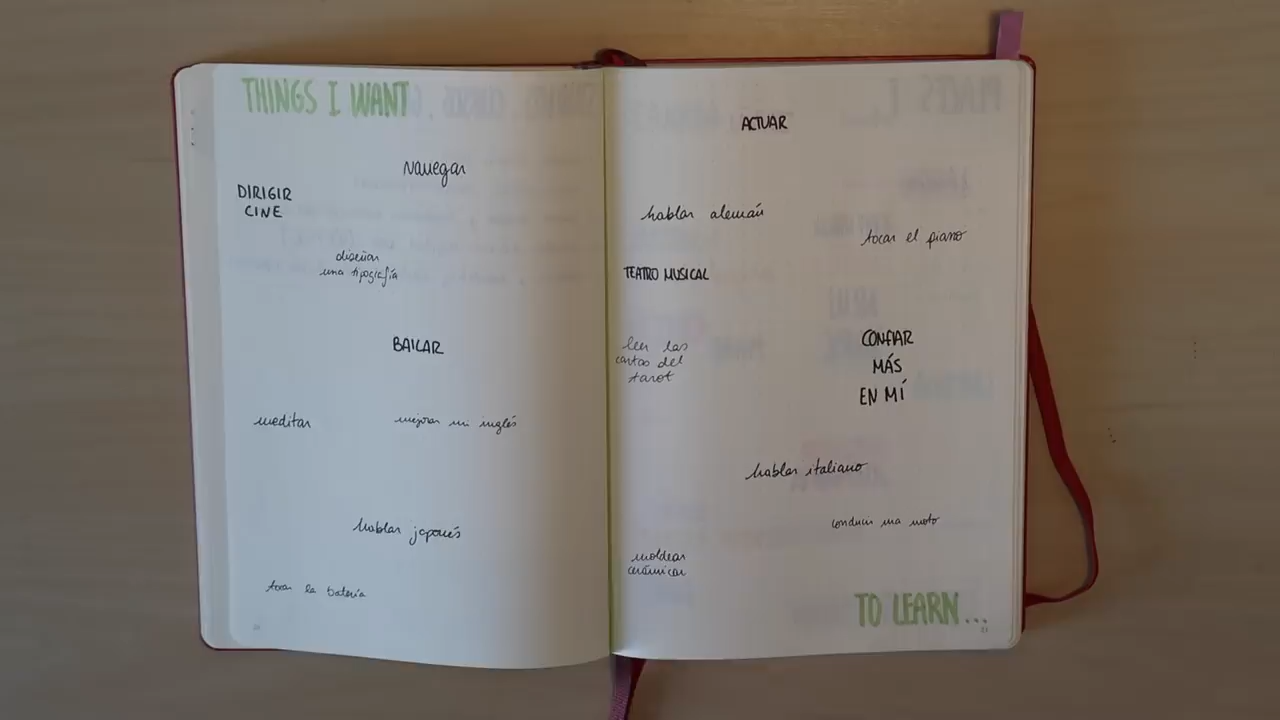 THINGS I WANT
navegar
DIRIGIR
CINE
diseñar
una tipografía
BAILAR
meditar
mejorar mi inglés
hablar japonés
tocar la batería
ACTUAR
hablar alemán
tocar el piano
TEATRO MUSICAL
leer las
cartas del
tarot
CONFIAR
MÁS
EN MÍ
hablar italiano
conducir una moto
moldear
cerámica
TO LEARN...